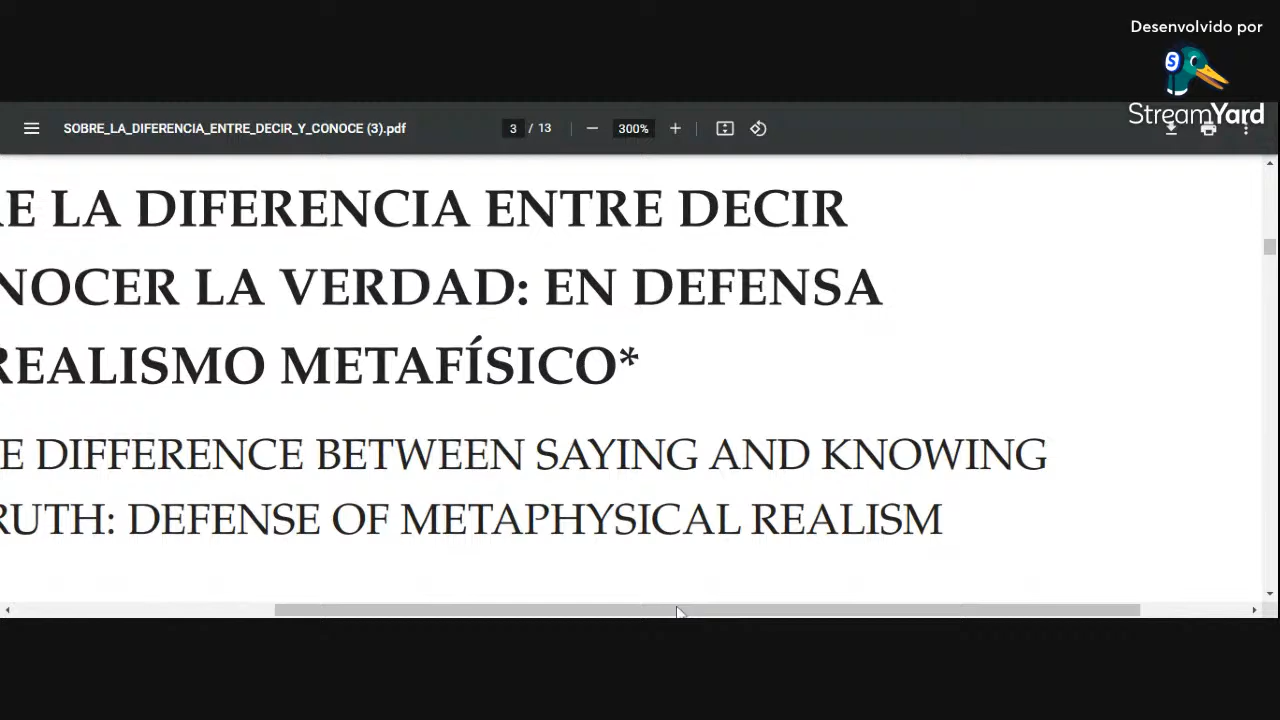 Desenvolvido por
StreamYard
SOBRE_LA_DIFERENCIA_ENTRE_DECIR_Y_CONOCE (3).pdf
3 / 13
300%
E LA DIFERENCIA ENTRE DECIR
NOCER LA VERDAD: EN DEFENSA
REALISMO METAFÍSICO*
E DIFFERENCE BETWEEN SAYING AND KNOWING
RUTH: DEFENSE OF METAPHYSICAL REALISM